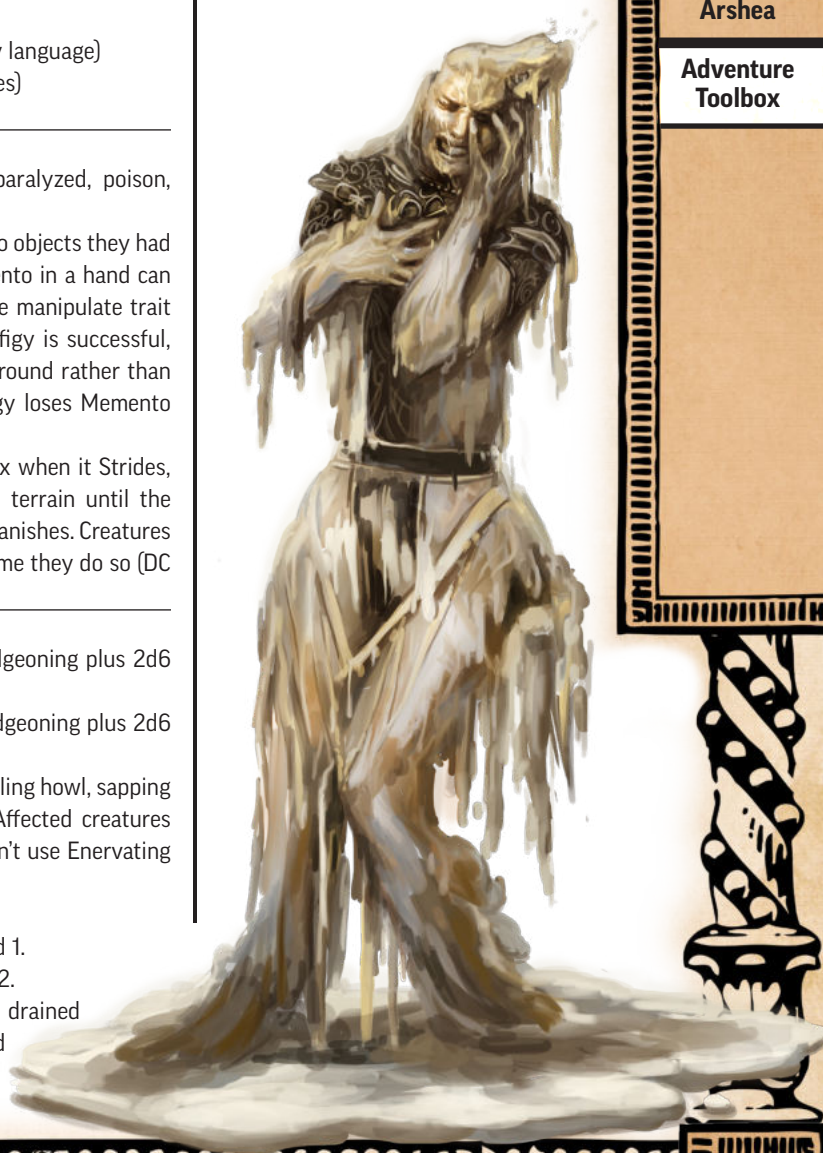 Arshea
Adventure
Toolbox
y language)
es)
paralyzed, poison,
o objects they had
ento in a hand can
e manipulate trait
figy is successful,
round rather than
gy loses Memento
x when it Strides,
terrain until the
anishes. Creatures
me they do so (DC
dgeoning plus 2d6
dgeoning plus 2d6
ling howl, sapping
Affected creatures
n't use Enervating
d 1.
2.
drained
d